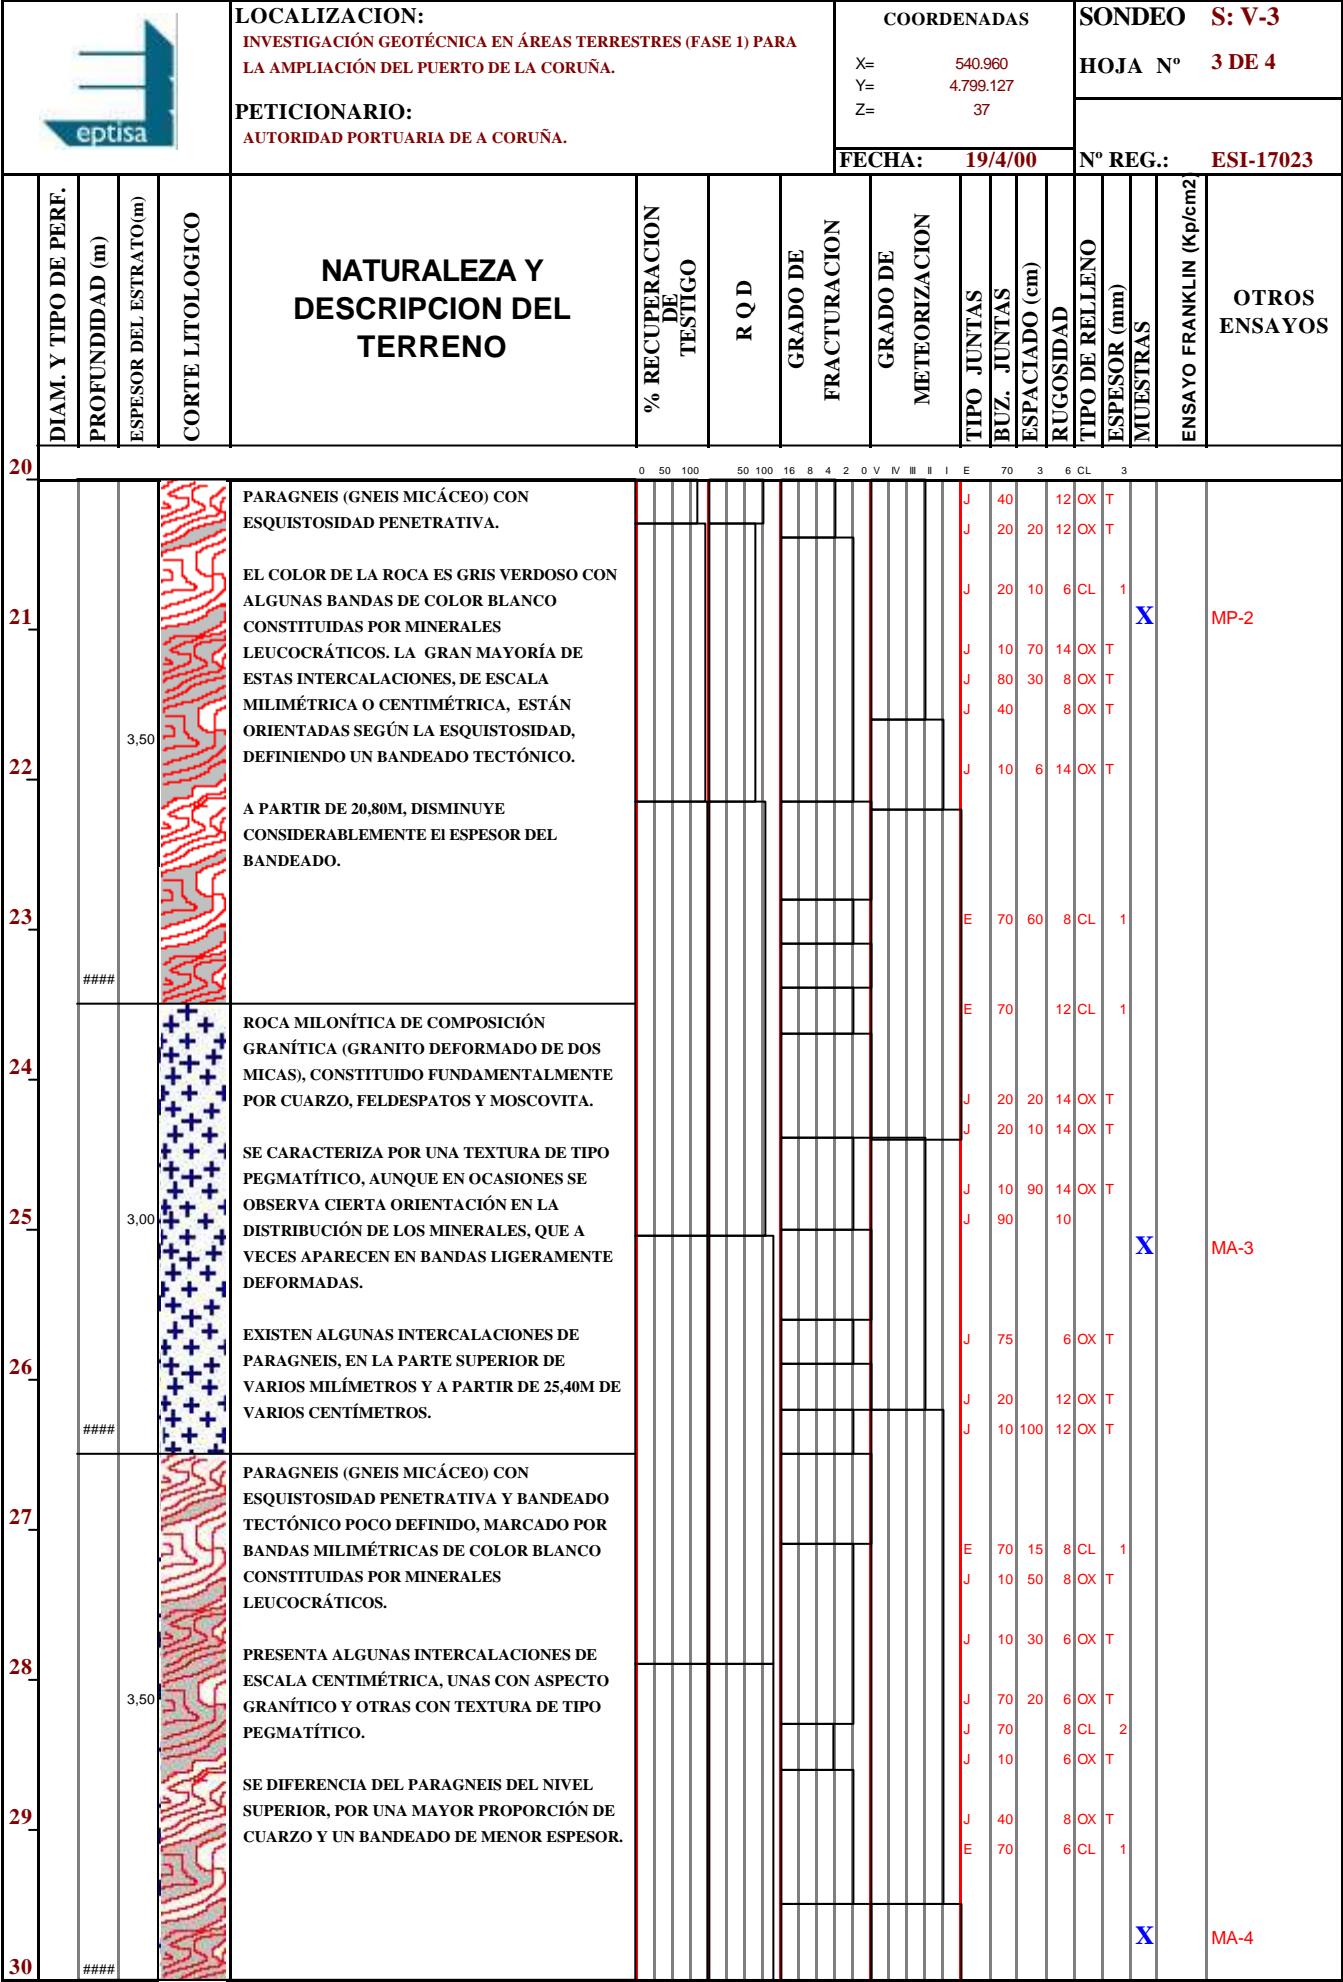 eptisa
LOCALIZACION:
INVESTIGACIÓN GEOTÉCNICA EN ÁREAS TERRESTRES (FASE 1) PARA
LA AMPLIACIÓN DEL PUERTO DE LA CORUÑA.
PETICIONARIO:
AUTORIDAD PORTUARIA DE A CORUÑA.
COORDENADAS
X= 540.960
Y= 4.799.127
Z= 37
FECHA: 19/4/00
SONDEO S: V-3
HOJA Nº 3 DE 4
Nº REG.: ESI-17023
DIAM. Y TIPO DE PERF.
PROFUNDIDAD (m)
ESPESOR DEL ESTRATO(m)
CORTE LITOLOGICO
NATURALEZA Y
DESCRIPCION DEL
TERRENO
% RECUPERACION
DE
TESTIGO
R Q D
GRADO DE
FRACTURACION
GRADO DE
METEORIZACION
TIPO JUNTAS
BUZ. JUNTAS
ESPACIADO (cm)
RUGOSIDAD
TIPO DE RELLENO
ESPESOR (mm)
MUESTRAS
ENSAYO FRANKLIN (Kp/cm2)
OTROS
ENSAYOS
20
0 50 100 50 100 16 8 4 2 0 V IV III II I E 70 3 6 CL 3
PARAGNEIS (GNEIS MICÁCEO) CON
ESQUISTOSIDAD PENETRATIVA.
EL COLOR DE LA ROCA ES GRIS VERDOSO CON
ALGUNAS BANDAS DE COLOR BLANCO
CONSTITUIDAS POR MINERALES
LEUCOCRÁTICOS. LA GRAN MAYORÍA DE
ESTAS INTERCALACIONES, DE ESCALA
MILIMÉTRICA O CENTIMÉTRICA, ESTÁN
ORIENTADAS SEGÚN LA ESQUISTOSIDAD,
DEFINIENDO UN BANDEADO TECTÓNICO.
A PARTIR DE 20,80M, DISMINUYE
CONSIDERABLEMENTE El ESPESOR DEL
BANDEADO.
J 40 12 OX T
J 20 20 12 OX T
J 20 10 6 CL 1
21
X MP-2
J 10 70 14 OX T
J 80 30 8 OX T
J 40 8 OX T
3,50
22
J 10 6 14 OX T
23
E 70 60 8 CL 1
####
E 70 12 CL 1
ROCA MILONÍTICA DE COMPOSICIÓN
GRANÍTICA (GRANITO DEFORMADO DE DOS
MICAS), CONSTITUIDO FUNDAMENTALMENTE
POR CUARZO, FELDESPATOS Y MOSCOVITA.
SE CARACTERIZA POR UNA TEXTURA DE TIPO
PEGMATÍTICO, AUNQUE EN OCASIONES SE
OBSERVA CIERTA ORIENTACIÓN EN LA
DISTRIBUCIÓN DE LOS MINERALES, QUE A
VECES APARECEN EN BANDAS LIGERAMENTE
DEFORMADAS.
EXISTEN ALGUNAS INTERCALACIONES DE
PARAGNEIS, EN LA PARTE SUPERIOR DE
VARIOS MILÍMETROS Y A PARTIR DE 25,40M DE
VARIOS CENTÍMETROS.
24
J 20 20 14 OX T
J 20 10 14 OX T
J 10 90 14 OX T
25
3,00
J 90 10
X MA-3
J 75 6 OX T
26
J 20 12 OX T
####
J 10 100 12 OX T
PARAGNEIS (GNEIS MICÁCEO) CON
ESQUISTOSIDAD PENETRATIVA Y BANDEADO
TECTÓNICO POCO DEFINIDO, MARCADO POR
BANDAS MILIMÉTRICAS DE COLOR BLANCO
CONSTITUIDAS POR MINERALES
LEUCOCRÁTICOS.
PRESENTA ALGUNAS INTERCALACIONES DE
ESCALA CENTIMÉTRICA, UNAS CON ASPECTO
GRANÍTICO Y OTRAS CON TEXTURA DE TIPO
PEGMATÍTICO.
SE DIFERENCIA DEL PARAGNEIS DEL NIVEL
SUPERIOR, POR UNA MAYOR PROPORCIÓN DE
CUARZO Y UN BANDEADO DE MENOR ESPESOR.
27
E 70 15 8 CL 1
J 10 50 8 OX T
J 10 30 6 OX T
28
3,50
J 70 20 6 OX T
J 70 8 CL 2
J 10 6 OX T
29
J 40 8 OX T
E 70 6 CL 1
X MA-4
30
####